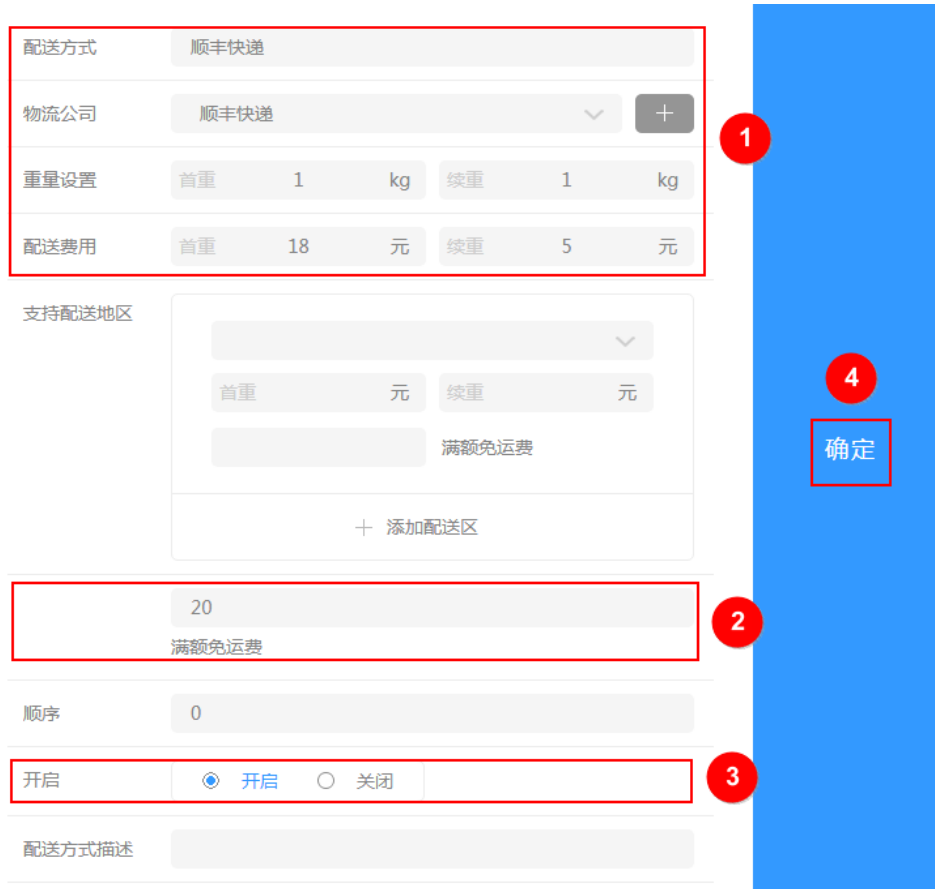 配送方式 顺丰快递
物流公司 顺丰快递
1
重量设置 首重 1 kg 续重 1 kg
配送费用 首重 18 元 续重 5 元
支持配送地区
首重 元 续重 元
4
满额免运费
确定
添加配送区
20
2
满额免运费
顺序 0
开启 开启 关闭
3
配送方式描述